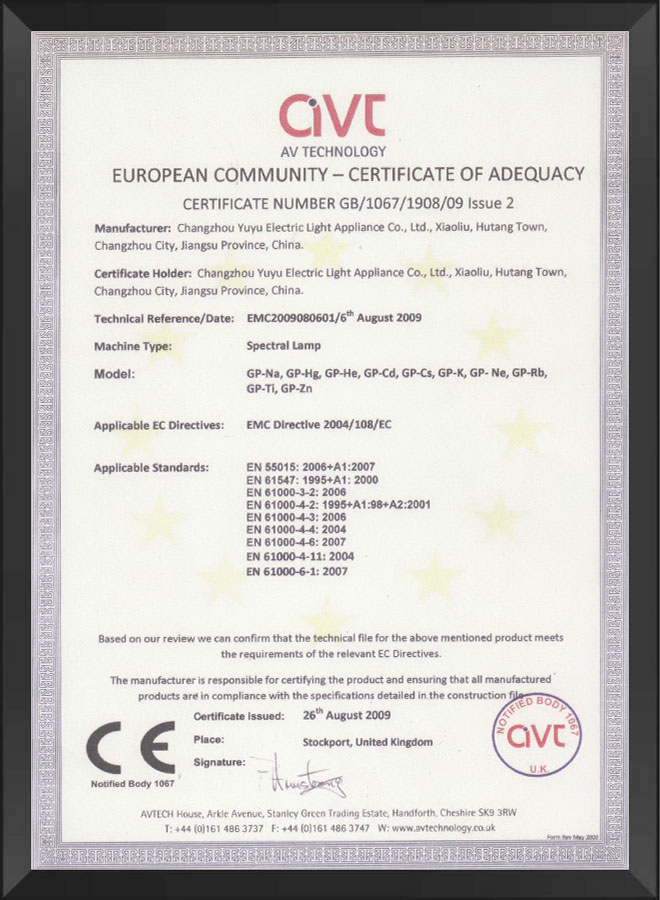 avt
AV TECHNOLOGY
EUROPEAN COMMUNITY – CERTIFICATE OF ADEQUACY
CERTIFICATE NUMBER GB/1067/1908/09 Issue 2
Manufacturer: Changzhou Yuyu Electric Light Appliance Co., Ltd., Xiaoliu, Hutang Town,
Changzhou City, Jiangsu Province, China.
Certificate Holder: Changzhou Yuyu Electric Light Appliance Co., Ltd., Xiaoliu, Hutang Town,
Changzhou City, Jiangsu Province, China.
Technical Reference/Date: EMC2009080601/6th August 2009
Machine Type: Spectral Lamp
Model: GP-Na, GP-Hg, GP-He, GP-Cd, GP-Cs, GP-K, GP- Ne, GP-Rb,
GP-Ti, GP-Zn
Applicable EC Directives: EMC Directive 2004/108/EC
Applicable Standards: EN 55015: 2006+A1:2007
EN 61547: 1995+A1: 2000
EN 61000-3-2: 2006
EN 61000-4-2: 1995+A1:98+A2:2001
EN 61000-4-3: 2006
EN 61000-4-4: 2004
EN 61000-4-6: 2007
EN 61000-4-11: 2004
EN 61000-6-1: 2007
Based on our review we can confirm that the technical file for the above mentioned product meets
the requirements of the relevant EC Directives.
The manufacturer is responsible for certifying the product and ensuring that all manufactured
products are in compliance with the specifications detailed in the construction file
Certificate Issued: 26th August 2009
Place: Stockport, United Kingdom
Signature:
CE
Notified Body 1067
NOTIFIED BODY 1067
avt
U.K.
AVTECH House, Arkle Avenue, Stanley Green Trading Estate, Handforth, Cheshire SK9 3RW
T: +44 (0)161 486 3737 F: +44 (0)161 486 3747 W: www.avtechnology.co.uk
Form Rev May 2009